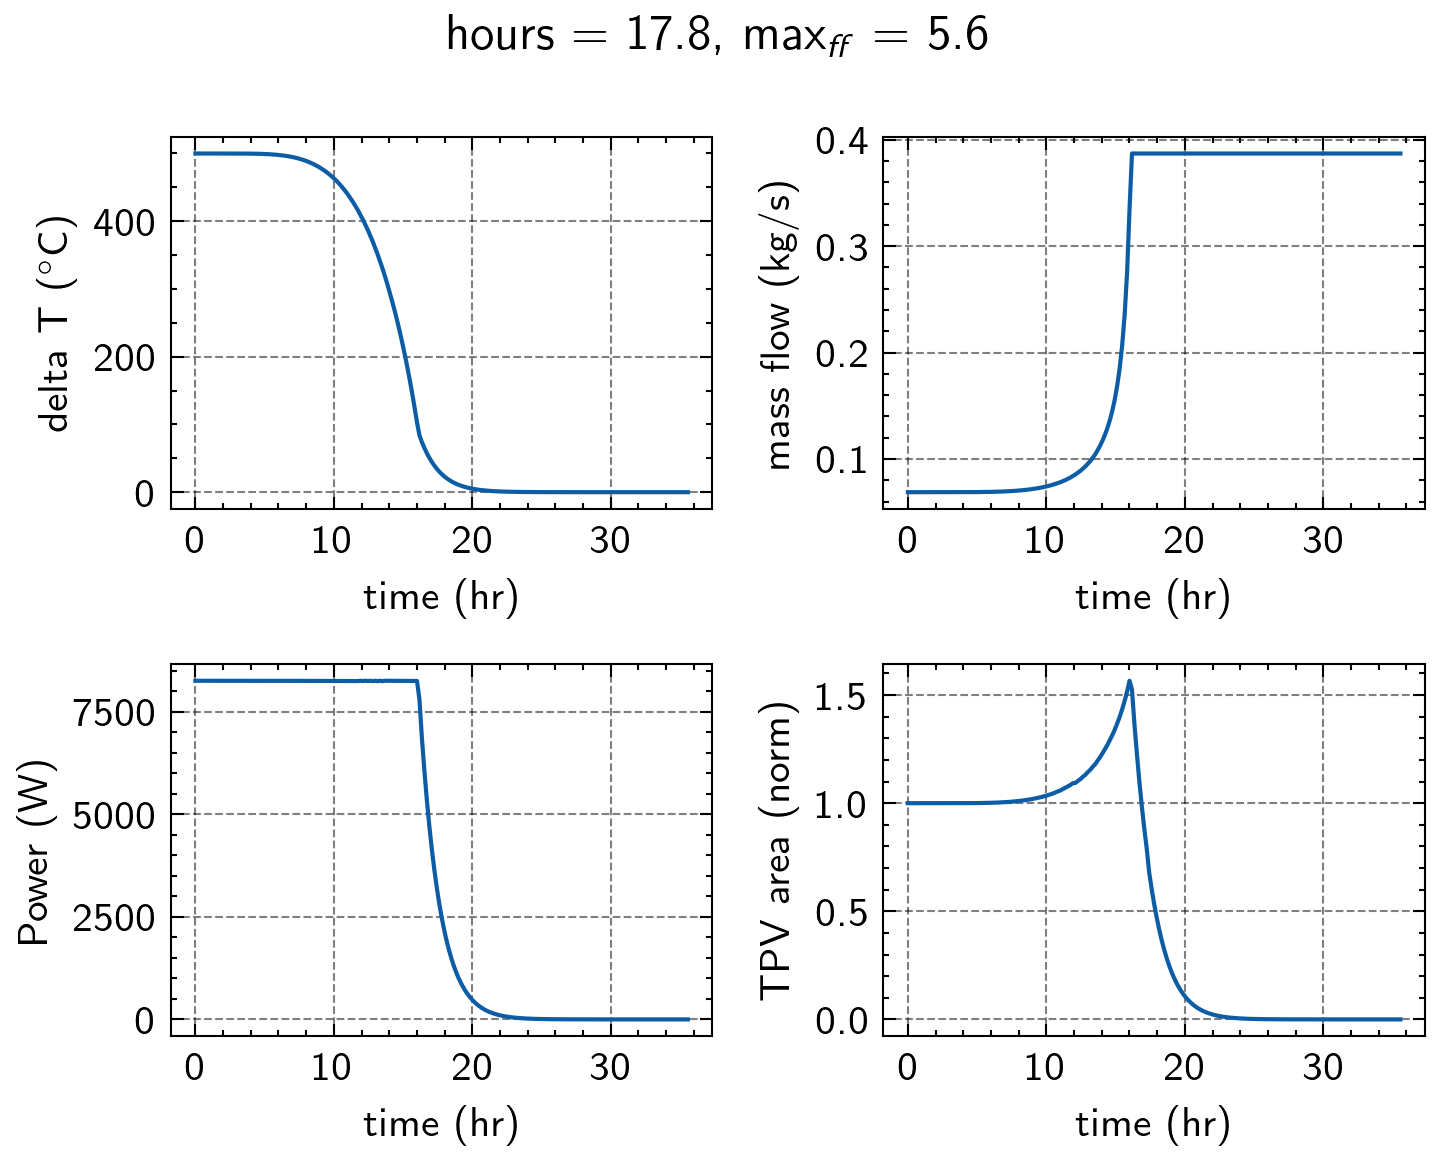 hours = 17.8, max_ff = 5.6
delta T (°C)
400
200
0
0 10 20 30
time (hr)
mass flow (kg/s)
0.4
0.3
0.2
0.1
0 10 20 30
time (hr)
Power (W)
7500
5000
2500
0
0 10 20 30
time (hr)
TPV area (norm)
1.5
1.0
0.5
0.0
0 10 20 30
time (hr)